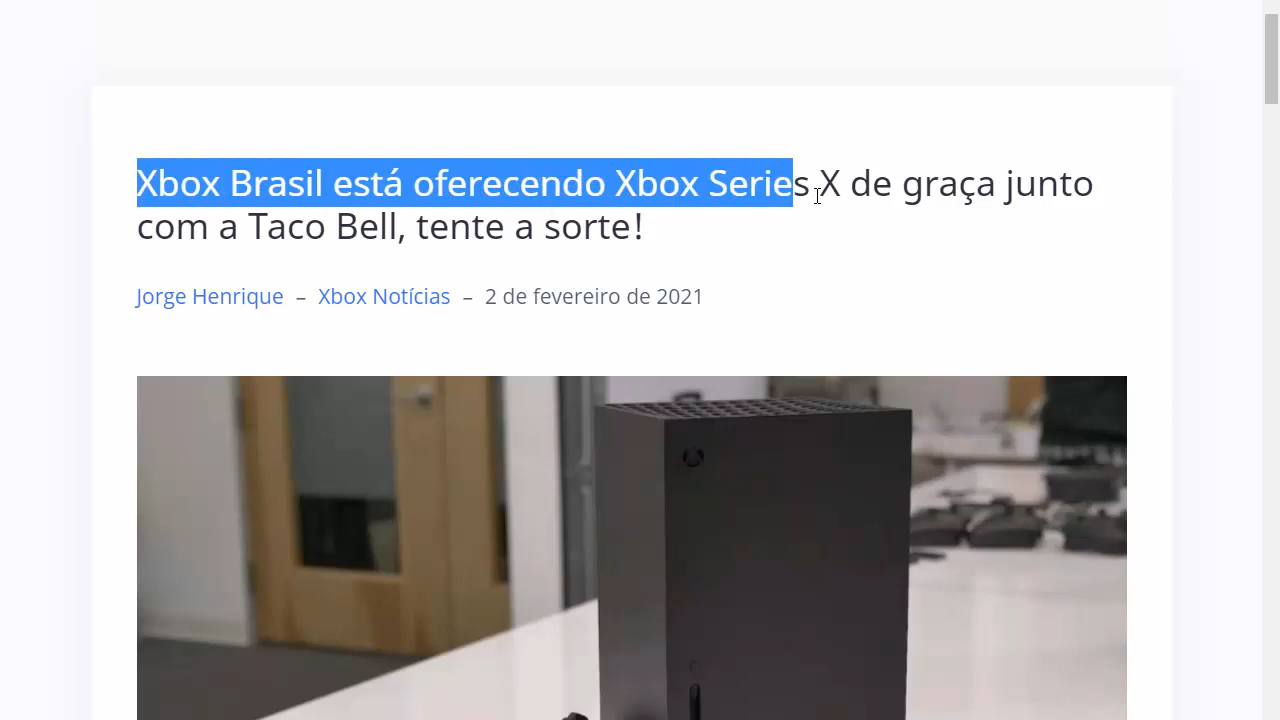 Xbox Brasil está oferecendo Xbox Series X de graça junto
com a Taco Bell, tente a sorte!
Jorge Henrique – Xbox Notícias – 2 de fevereiro de 2021